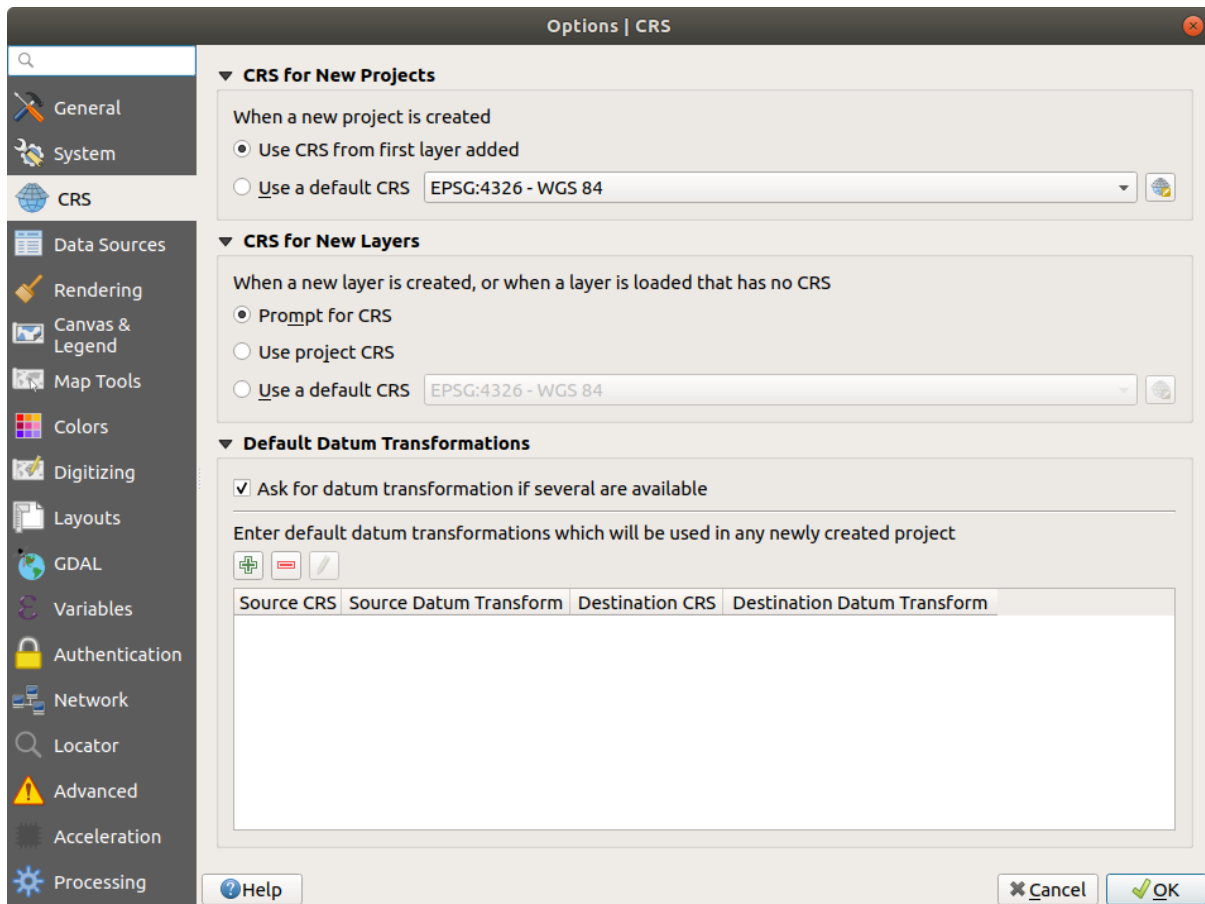 Options | CRS
General
System
CRS
Data Sources
Rendering
Canvas &
Legend
Map Tools
Colors
Digitizing
Layouts
GDAL
Variables
Authentication
Network
Locator
Advanced
Acceleration
Processing
CRS for New Projects
When a new project is created
Use CRS from first layer added
Use a default CRS EPSG:4326 - WGS 84
CRS for New Layers
When a new layer is created, or when a layer is loaded that has no CRS
Prompt for CRS
Use project CRS
Use a default CRS EPSG:4326 - WGS 84
Default Datum Transformations
Ask for datum transformation if several are available
Enter default datum transformations which will be used in any newly created project
Source CRS Source Datum Transform Destination CRS Destination Datum Transform
Help Cancel OK